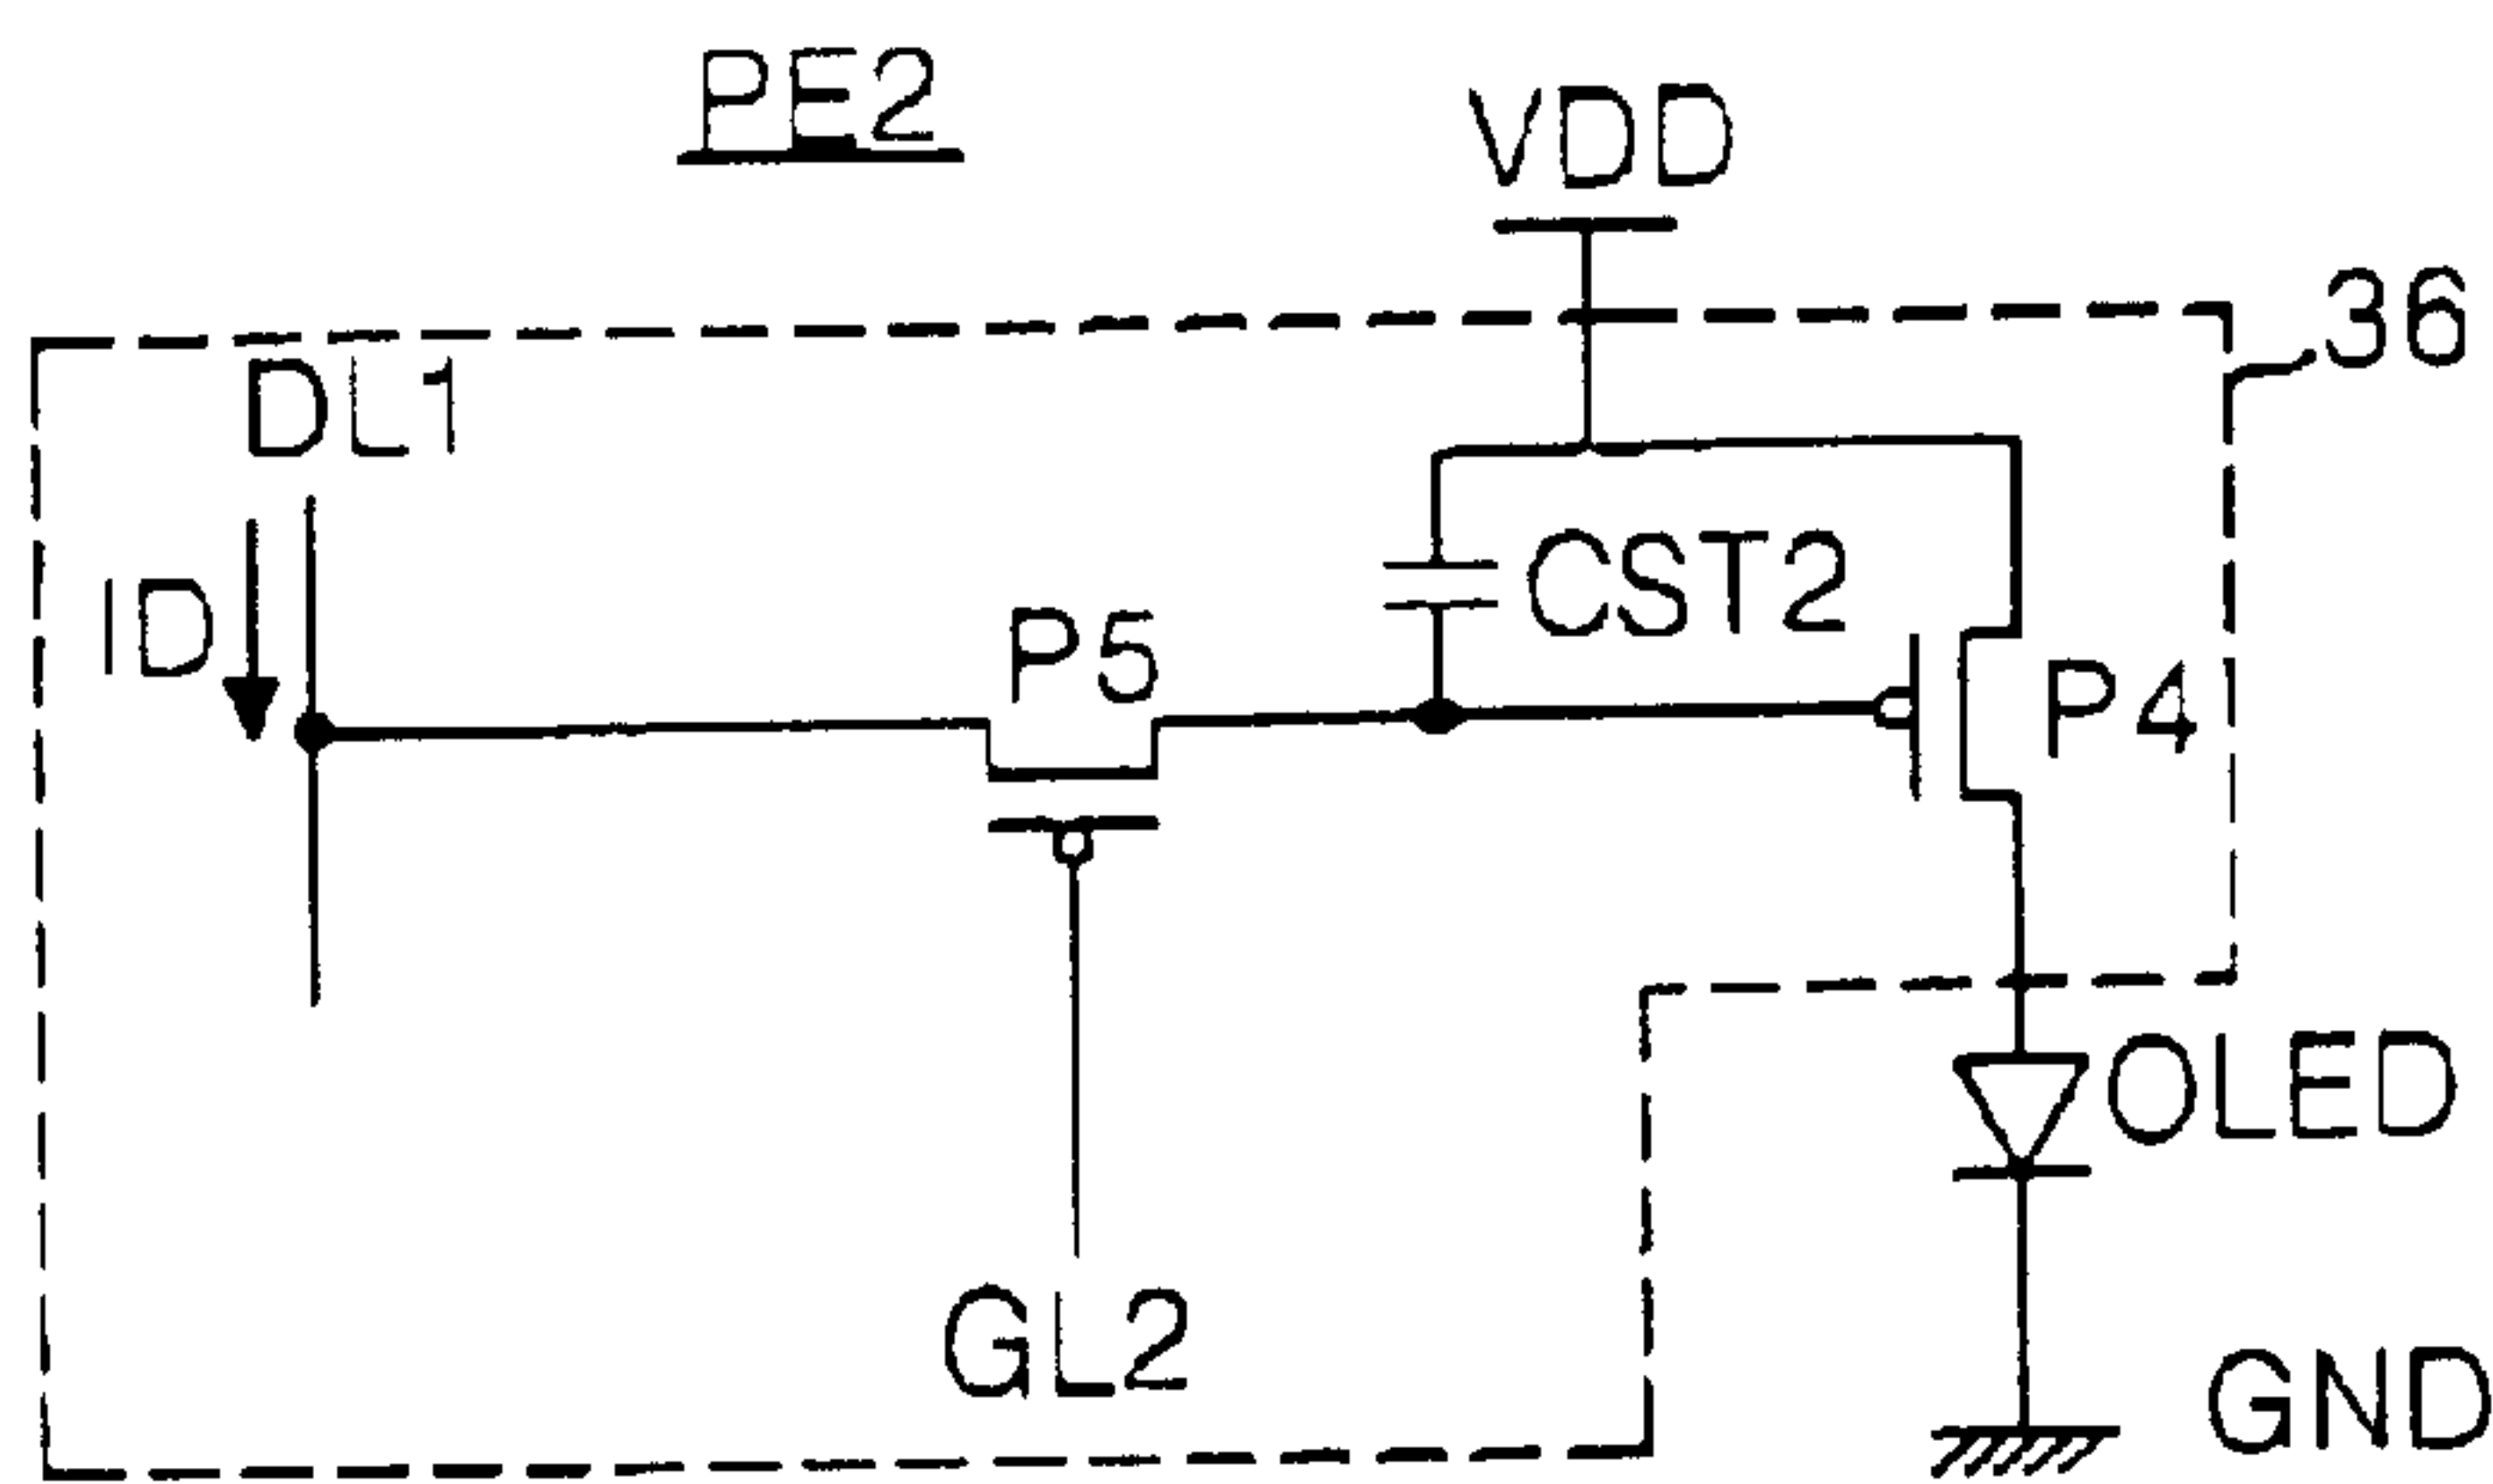 PE2
VDD
36
DL1
ID
CST2
P5
P4
OLED
GL2
GND